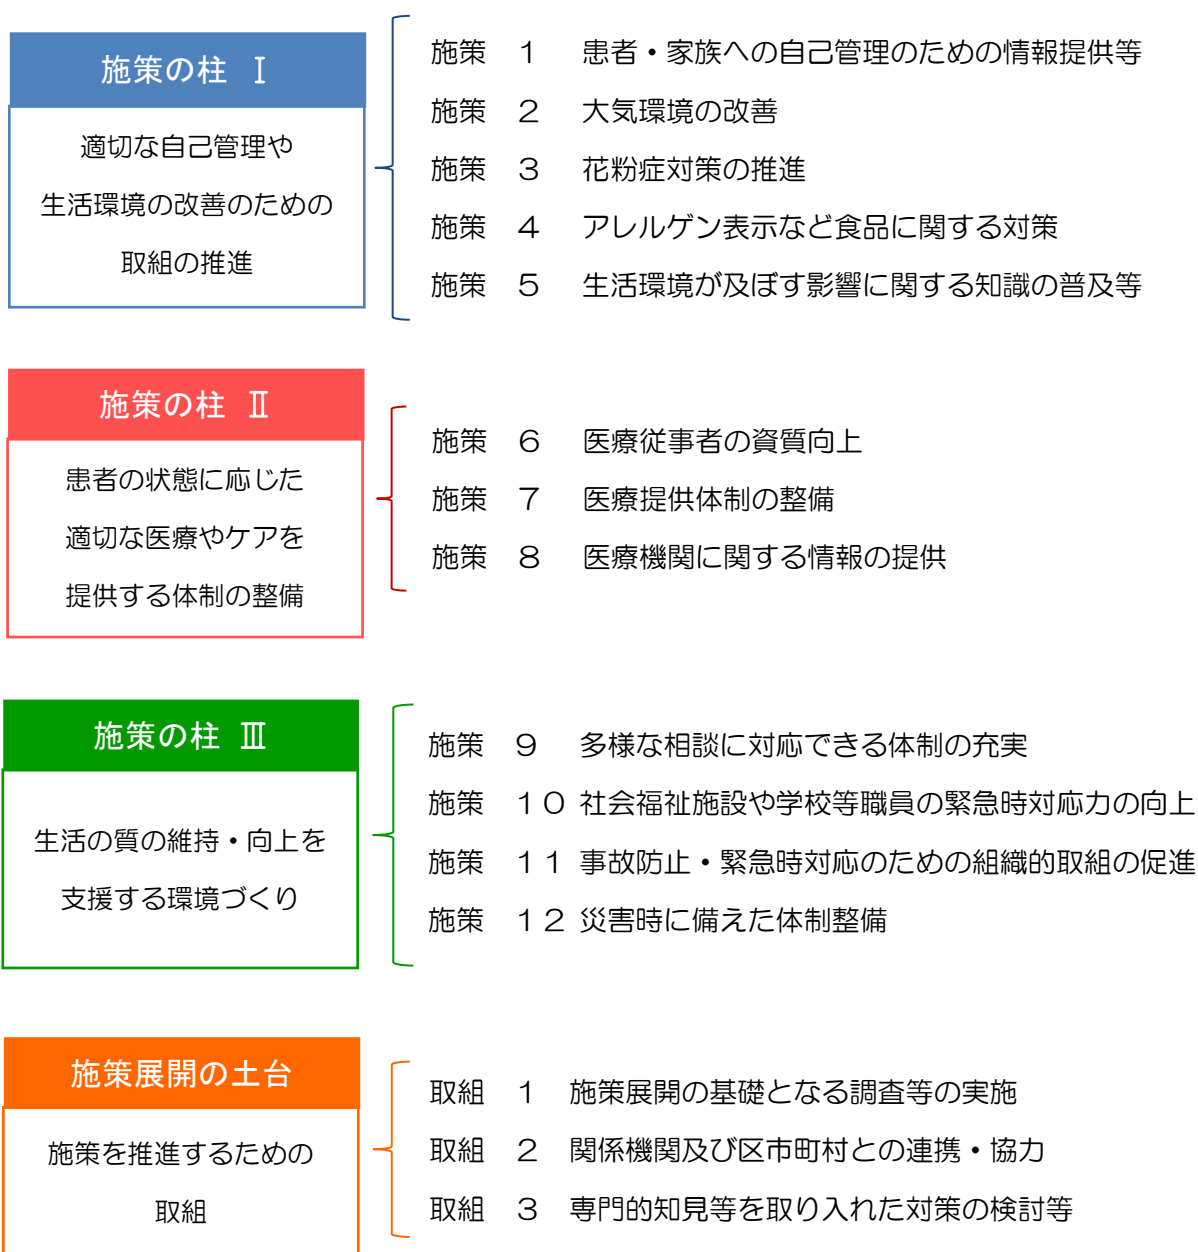 施策の柱 Ⅰ
適切な自己管理や
生活環境の改善のための
取組の推進
施策 1 患者・家族への自己管理のための情報提供等
施策 2 大気環境の改善
施策 3 花粉症対策の推進
施策 4 アレルゲン表示など食品に関する対策
施策 5 生活環境が及ぼす影響に関する知識の普及等
施策の柱 Ⅱ
患者の状態に応じた
適切な医療やケアを
提供する体制の整備
施策 6 医療従事者の資質向上
施策 7 医療提供体制の整備
施策 8 医療機関に関する情報の提供
施策の柱 Ⅲ
生活の質の維持・向上を
支援する環境づくり
施策 9 多様な相談に対応できる体制の充実
施策 10 社会福祉施設や学校等職員の緊急時対応力の向上
施策 11 事故防止・緊急時対応のための組織的取組の促進
施策 12 災害時に備えた体制整備
施策展開の土台
施策を推進するための
取組
取組 1 施策展開の基礎となる調査等の実施
取組 2 関係機関及び区市町村との連携・協力
取組 3 専門的知見等を取り入れた対策の検討等